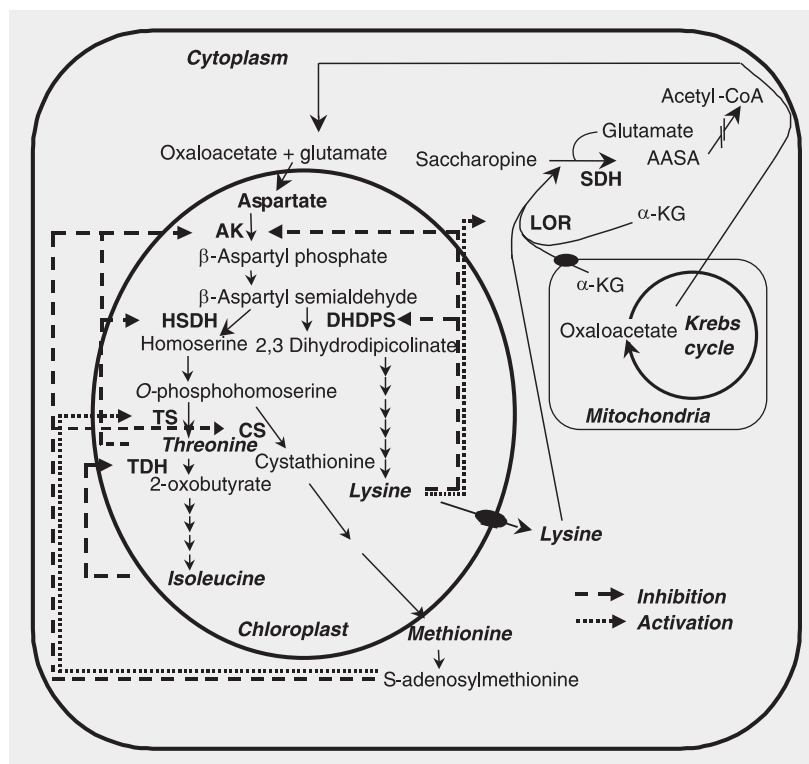 Cytoplasm
Acetyl-CoA
Glutamate
Oxaloacetate + glutamate
Saccharopine
AASA
SDH
Aspartate
AK
LOR
α-KG
β-Aspartyl phosphate
α-KG
β-Aspartyl semialdehyde
HSDH
DHDPS
Oxaloacetate
Krebs
cycle
Homoserine
2,3 Dihydrodipicolinate
O-phosphohomoserine
Mitochondria
TS
CS
Threonine
TDH
Cystathionine
2-oxobutyrate
Lysine
Lysine
Isoleucine
Inhibition
Chloroplast
Methionine
Activation
S-adenosylmethionine